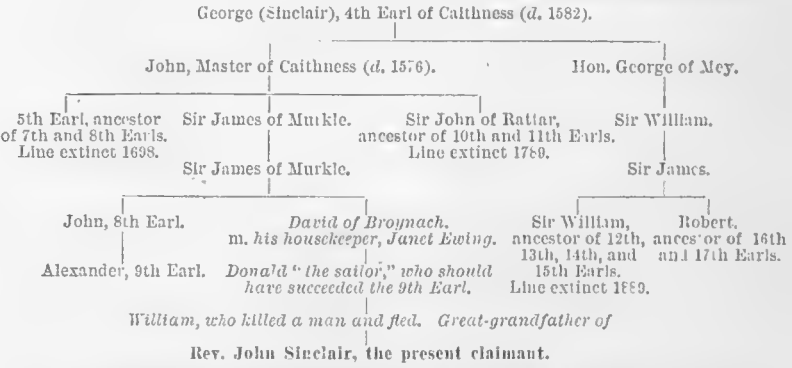 George (Sinclair), 4th Earl of Caithness (d. 1582).
John, Master of Caithness (d. 1576). Hon. George of Mey.
5th Earl, ancestor Sir James of Murkle. Sir John of Rattar, Sir William.
of 7th and 8th Earls. ancestor of 10th and 11th Earls.
Line extinct 1698. Line extinct 1789.
Sir James of Murkle. Sir James.
John, 8th Earl. David of Broynach. Sir William, Robert,
m. his housekeeper, Janet Ewing. ancestor of 12th, ancestor of 16th
13th, 14th, and and 17th Earls.
Alexander, 9th Earl. Donald "the sailor," who should 15th Earls.
have succeeded the 9th Earl. Line extinct 1889.
William, who killed a man and fled. Great-grandfather of
Rev. John Sinclair, the present claimant.